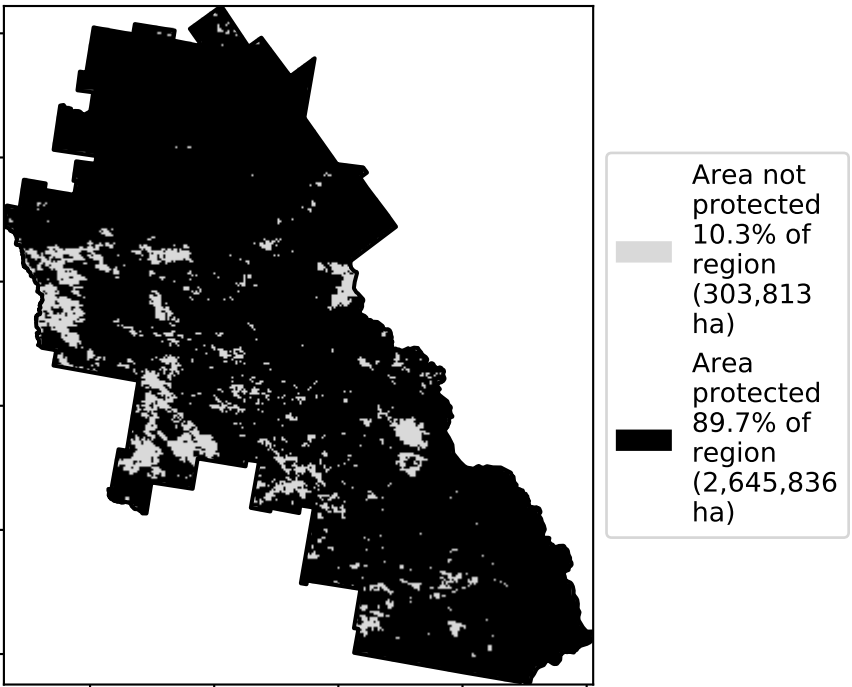 Area not
protected
10.3% of
region
(303,813
ha)
Area
protected
89.7% of
region
(2,645,836
ha)